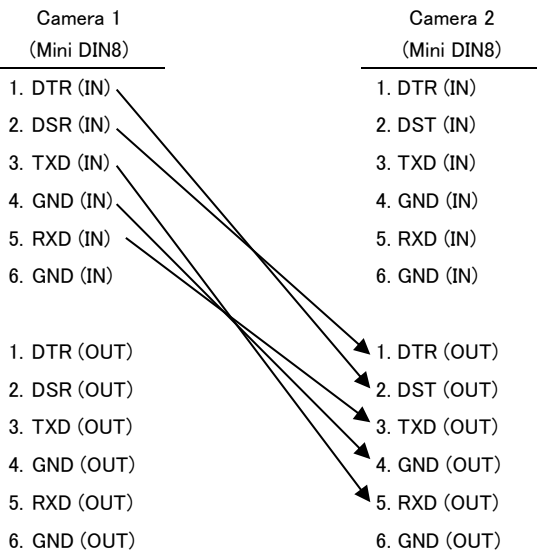 Camera 1
(Mini DIN8)
1. DTR (IN)
2. DSR (IN)
3. TXD (IN)
4. GND (IN)
5. RXD (IN)
6. GND (IN)
1. DTR (OUT)
2. DSR (OUT)
3. TXD (OUT)
4. GND (OUT)
5. RXD (OUT)
6. GND (OUT)
Camera 2
(Mini DIN8)
1. DTR (IN)
2. DST (IN)
3. TXD (IN)
4. GND (IN)
5. RXD (IN)
6. GND (IN)
1. DTR (OUT)
2. DST (OUT)
3. TXD (OUT)
4. GND (OUT)
5. RXD (OUT)
6. GND (OUT)